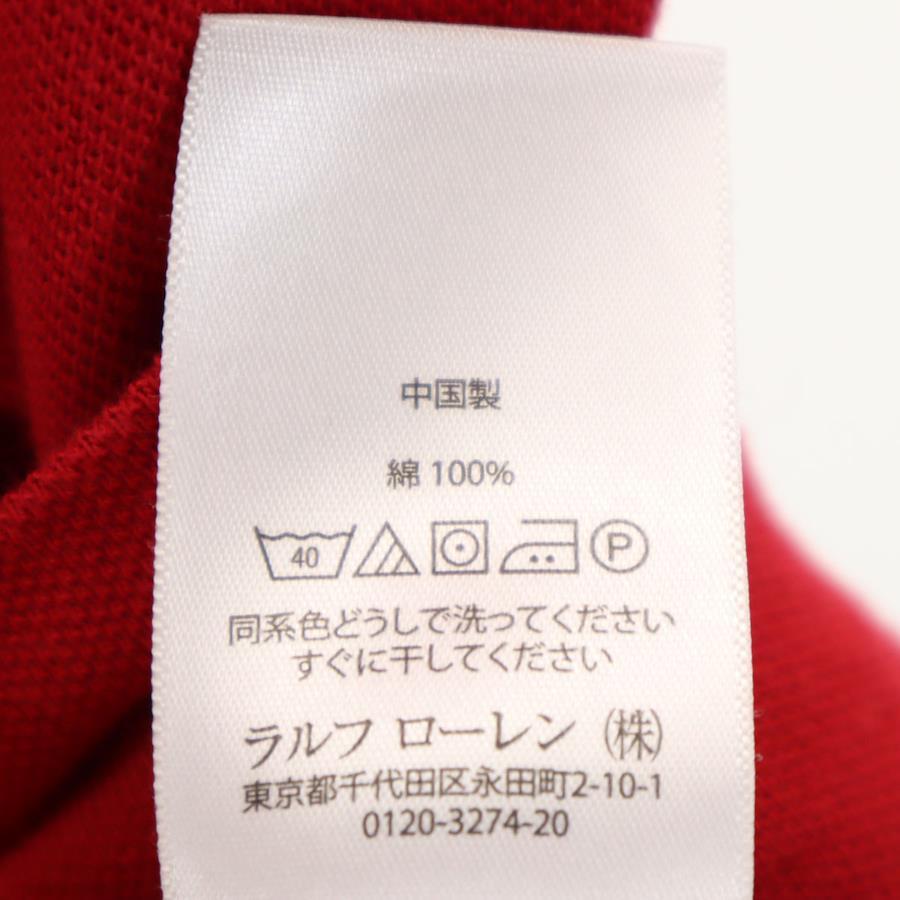 中国製
綿 100%
40 P
同系色どうしで洗ってください
すぐに干してください
ラルフ ローレン ㈱
東京都千代田区永田町2-10-1
0120-3274-20